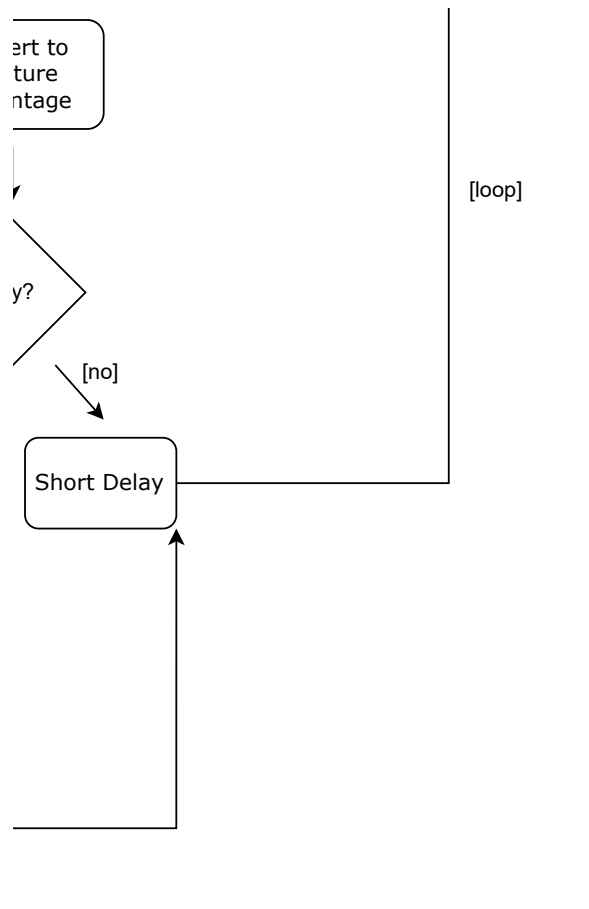 ert to
ture
ntage
[loop]
y?
[no]
Short Delay